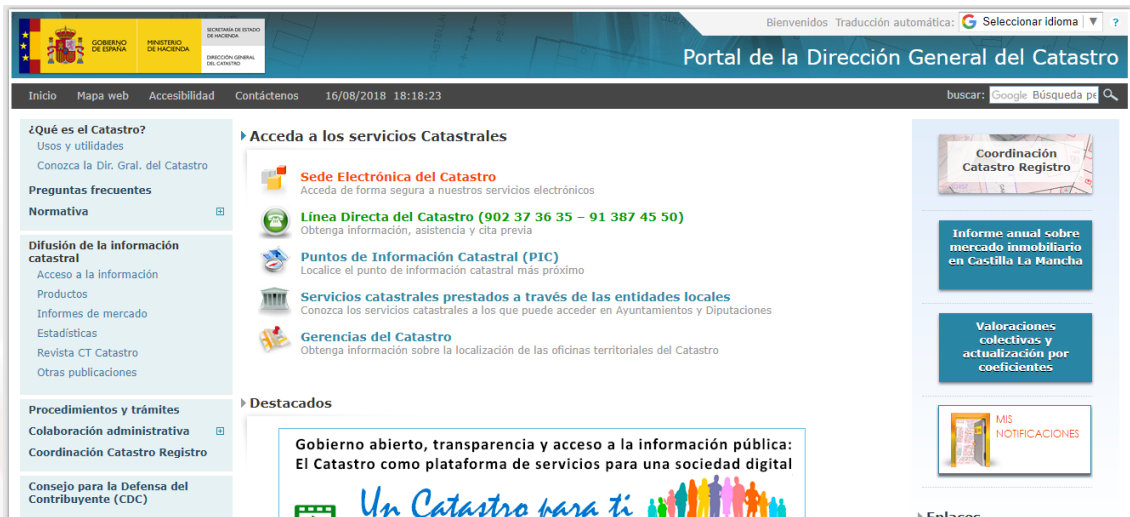 GOBIERNO
DE ESPAÑA
MINISTERIO
DE HACIENDA
SECRETARÍA DE ESTADO
DE HACIENDA
DIRECCIÓN GENERAL
DEL CATASTRO
Bienvenidos Traducción automática: G Seleccionar idioma ▼ ?
Portal de la Dirección General del Catastro
Inicio Mapa web Accesibilidad Contáctenos 16/08/2018 18:18:23
buscar: Google Búsqueda pe
¿Qué es el Catastro?
Usos y utilidades
Conozca la Dir. Gral. del Catastro
Preguntas frecuentes
Normativa
Difusión de la información
catastral
Acceso a la información
Productos
Informes de mercado
Estadísticas
Revista CT Catastro
Otras publicaciones
Procedimientos y trámites
Colaboración administrativa
Coordinación Catastro Registro
Consejo para la Defensa del
Contribuyente (CDC)
Acceda a los servicios Catastrales
Sede Electrónica del Catastro
Acceda de forma segura a nuestros servicios electrónicos
Línea Directa del Catastro (902 37 36 35 – 91 387 45 50)
Obtenga información, asistencia y cita previa
Puntos de Información Catastral (PIC)
Localice el punto de información catastral más próximo
Servicios catastrales prestados a través de las entidades locales
Conozca los servicios catastrales a los que puede acceder en Ayuntamientos y Diputaciones
Gerencias del Catastro
Obtenga información sobre la localización de las oficinas territoriales del Catastro
Destacados
Gobierno abierto, transparencia y acceso a la información pública:
El Catastro como plataforma de servicios para una sociedad digital
Un Catastro para ti
Coordinación
Catastro Registro
Informe anual sobre
mercado inmobiliario
en Castilla La Mancha
Valoraciones
colectivas y
actualización por
coeficientes
MIS
NOTIFICACIONES
Enlaces